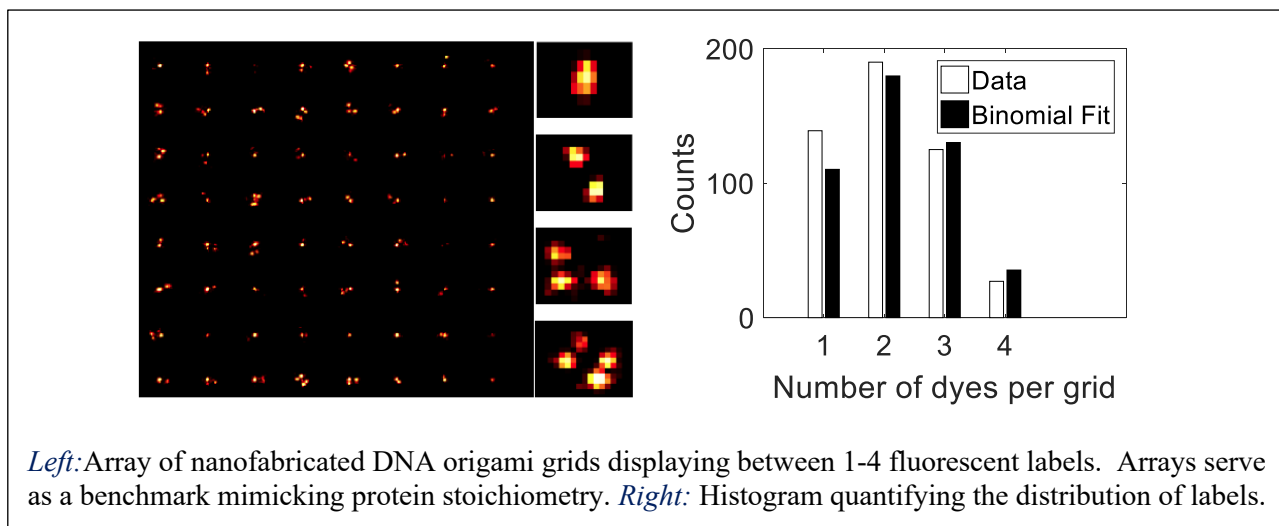 200
100
0
Counts
Data
Binomial Fit
1 2 3 4
Number of dyes per grid
Left:Array of nanofabricated DNA origami grids displaying between 1-4 fluorescent labels. Arrays serve
as a benchmark mimicking protein stoichiometry. Right: Histogram quantifying the distribution of labels.